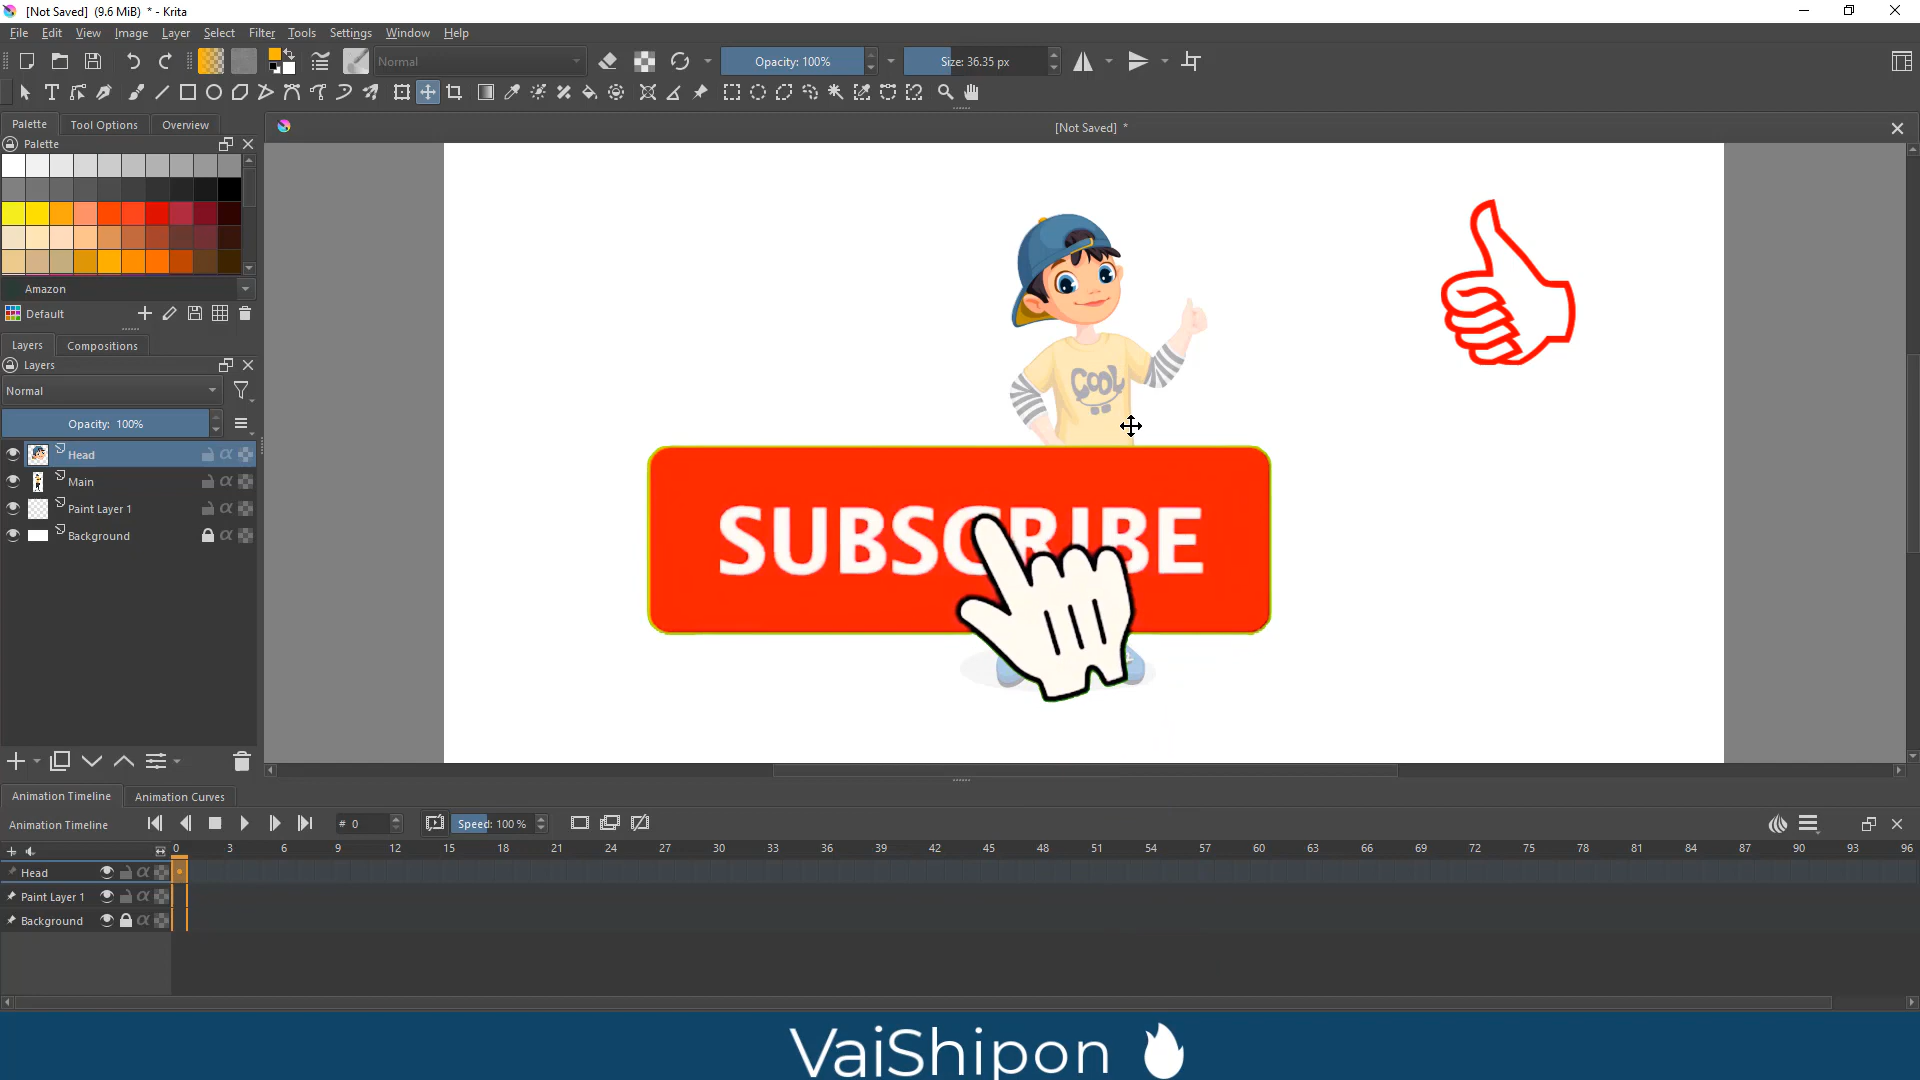 [Not Saved] (9.6 MiB) * - Krita
File Edit View Image Layer Select Filter Tools Settings Window Help
Normal
Opacity: 100%
Size: 36.35 px
Palette Tool Options Overview
[Not Saved] *
Palette
Amazon
Default
Layers Compositions
Layers
Normal
Opacity: 100%
Head
Main
Paint Layer 1
Background
COOL
SUBSCRIBE
Animation Timeline Animation Curves
Animation Timeline
# 0
Speed: 100 %
0 3 6 9 12 15 18 21 24 27 30 33 36 39 42 45 48 51 54 57 60 63 66 69 72 75 78 81 84 87 90 93 96
Head
Paint Layer 1
Background
VaiShipon